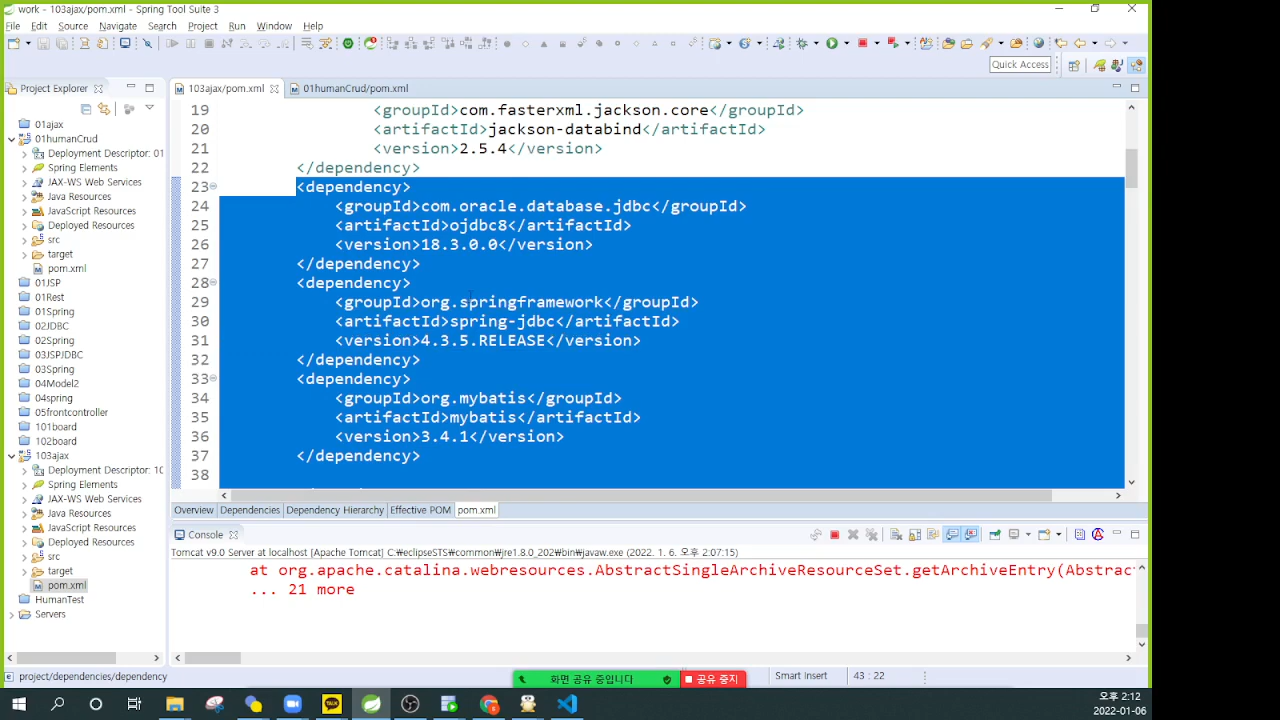 work - 103ajax/pom.xml - Spring Tool Suite 3
File Edit Source Navigate Search Project Run Window Help
Quick Access
Project Explorer
103ajax/pom.xml
01humanCrud/pom.xml
01ajax
01humanCrud
Deployment Descriptor: 01
Spring Elements
JAX-WS Web Services
Java Resources
JavaScript Resources
Deployed Resources
src
target
pom.xml
01JSP
01Rest
01Spring
02JDBC
02Spring
03JSPJDBC
03Spring
04Model2
04spring
05frontcontroller
101board
102board
103ajax
Deployment Descriptor: 10
Spring Elements
JAX-WS Web Services
Java Resources
JavaScript Resources
Deployed Resources
src
target
pom.xml
HumanTest
Servers
19 <groupId>com.fasterxml.jackson.core</groupId>
20 <artifactId>jackson-databind</artifactId>
21 <version>2.5.4</version>
22 </dependency>
23 <dependency>
24 <groupId>com.oracle.database.jdbc</groupId>
25 <artifactId>ojdbc8</artifactId>
26 <version>18.3.0.0</version>
27 </dependency>
28 <dependency>
29 <groupId>org.springframework</groupId>
30 <artifactId>spring-jdbc</artifactId>
31 <version>4.3.5.RELEASE</version>
32 </dependency>
33 <dependency>
34 <groupId>org.mybatis</groupId>
35 <artifactId>mybatis</artifactId>
36 <version>3.4.1</version>
37 </dependency>
38
Overview Dependencies Dependency Hierarchy Effective POM pom.xml
Console
Tomcat v9.0 Server at localhost [Apache Tomcat] C:₩eclipseSTS₩common₩jre1.8.0_202₩bin₩javaw.exe (2022. 1. 6. 오후 2:07:15)
at org.apache.catalina.webresources.AbstractSingleArchiveResourceSet.getArchiveEntry(Abstrac
... 21 more
project/dependencies/dependency
화면 공유 중입니다
공유 중지
Smart Insert
43 : 22
TALK
오후 2:12
2022-01-06